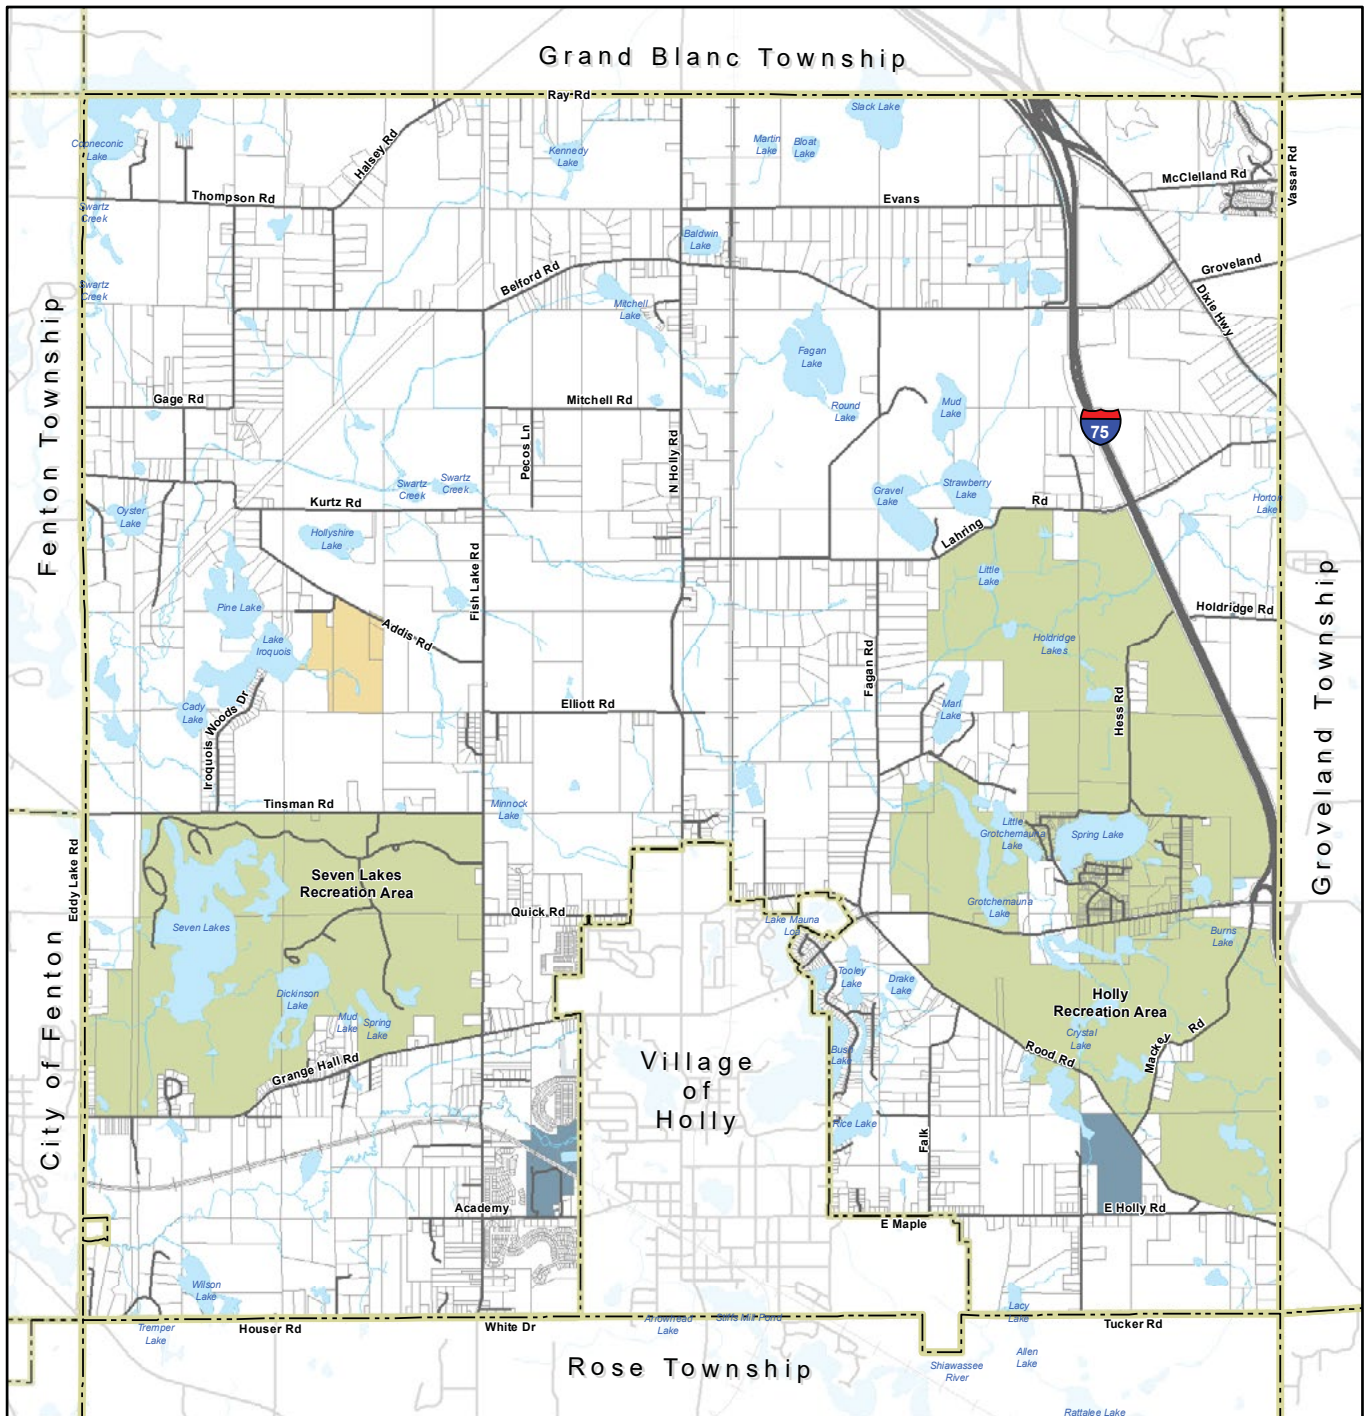 Grand Blanc Township
Ray Rd
Slack Lake
Coponeconic
Lake
Halsey Rd
Kennedy
Lake
Martin
Lake
Bloat
Lake
Vassar Rd
McClelland Rd
Thompson Rd
Evans
Swartz
Creek
Baldwin
Lake
Belford Rd
Groveland
Swartz
Creek
Mitchell
Lake
Dixie Hwy
Fenton Township
Fagan
Lake
Gage Rd
Mitchell Rd
Round
Lake
Mud
Lake
75
Pecos Ln
N Holly Rd
Swartz
Creek
Swartz
Creek
Kurtz Rd
Gravel
Lake
Strawberry
Lake
Rd
Horton
Lake
Oyster
Lake
Hollyshire
Lake
Lahring
Fish Lake Rd
Little
Lake
Pine Lake
Holdridge Rd
Addis Rd
Lake
Iroquois
Holdridge
Lakes
Fagan Rd
Groveland Township
Cady
Lake
Iroquois Woods Dr
Elliott Rd
Marl
Lake
Hess Rd
Tinsman Rd
Minnock
Lake
Little
Grotchemauna
Lake
Spring Lake
Eddy Lake Rd
Seven Lakes
Recreation Area
Quick Rd
Grotchemauna
Lake
Lake Mauna
Loa
Seven Lakes
Burns
Lake
City of Fenton
Tooley
Lake
Drake
Lake
Dickinson
Lake
Holly
Recreation Area
Mud
Lake
Spring
Lake
Crystal
Lake
Mackey Rd
Rood Rd
Bush
Lake
Village
of
Holly
Grange Hall Rd
Rice Lake
Falk
Academy
E Holly Rd
E Maple
Wilson
Lake
Lacy
Lake
Tremper
Lake
Houser Rd
White Dr
Arrowhead
Lake
Stiffs Mill Pond
Tucker Rd
Rose Township
Shiawassee
River
Allen
Lake
Rattalee Lake